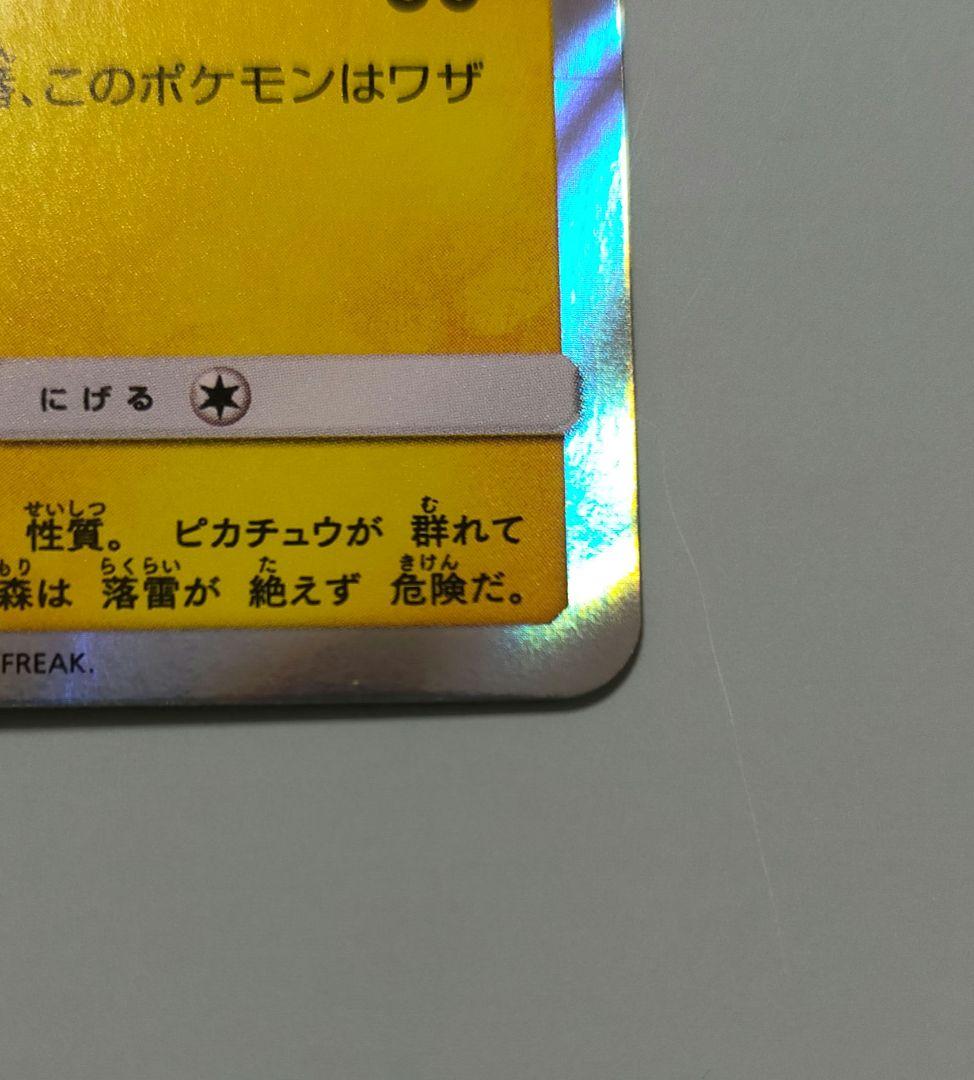 、このポケモンはワザ
にげる
性質。 ピカチュウが 群れて
森は 落雷が 絶えず 危険だ。
FREAK.